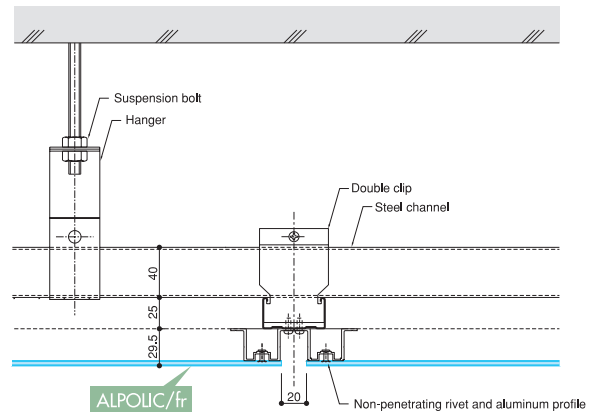 Suspension bolt
Hanger
Double clip
Steel channel
40
25
29.5
ALPOLIC/fr
20
Non-penetrating rivet and aluminum profile